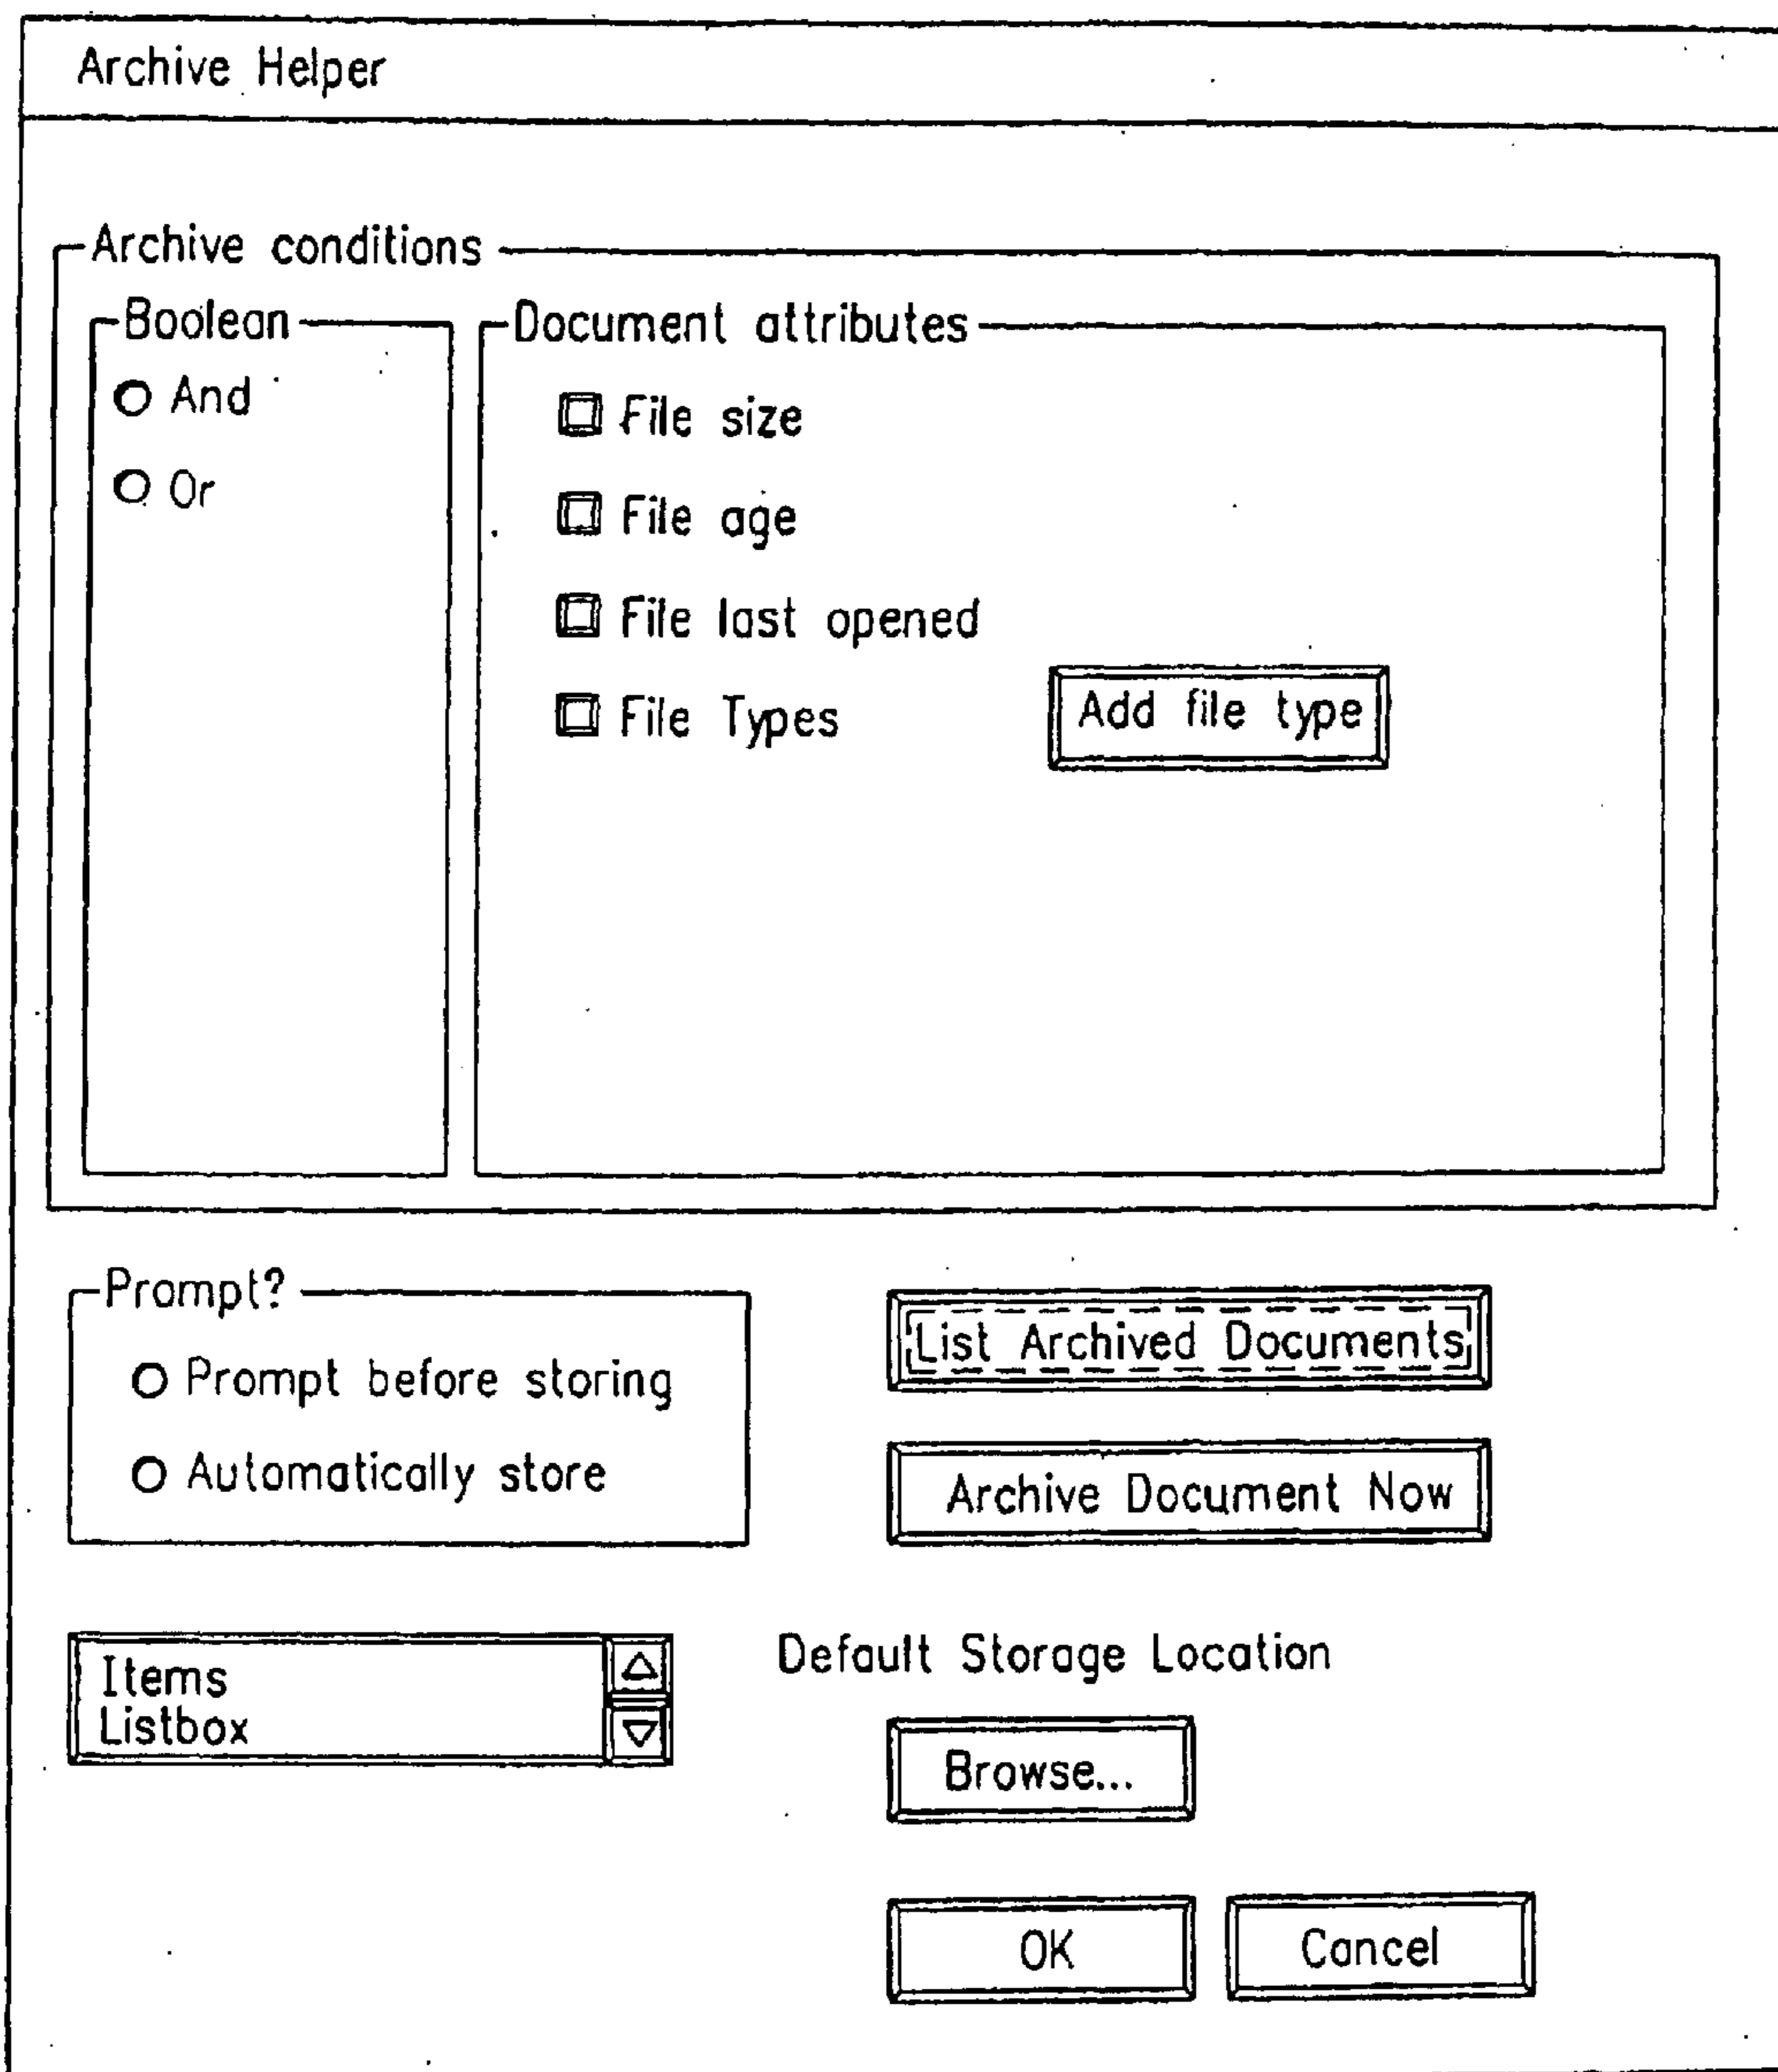 Archive Helper
Archive conditions
Boolean
And
Or
Document attributes
File size
File age
File last opened
File Types
Add file type
Prompt?
Prompt before storing
Automatically store
List Archived Documents
Archive Document Now
Items
Listbox
Default Storage Location
Browse...
OK
Cancel